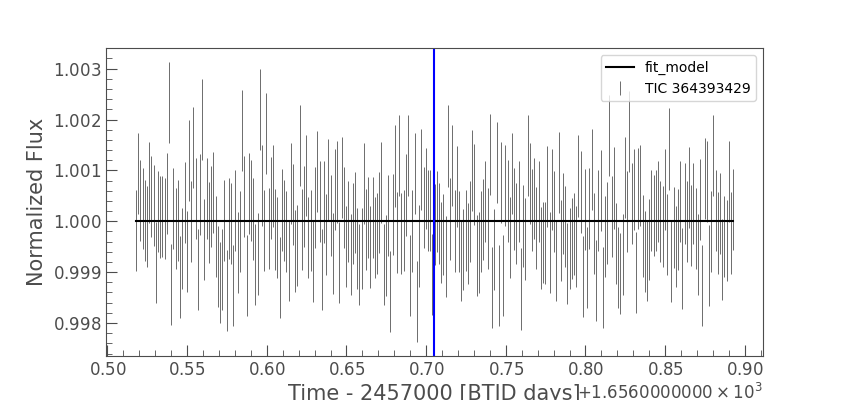 1.003
1.002
1.001
1.000
0.999
0.998
Normalized Flux
fit_model
TIC 364393429
0.50 0.55 0.60 0.65 0.70 0.75 0.80 0.85 0.90
Time - 2457000 [BTJD days]
+1.6560000000 × 10³